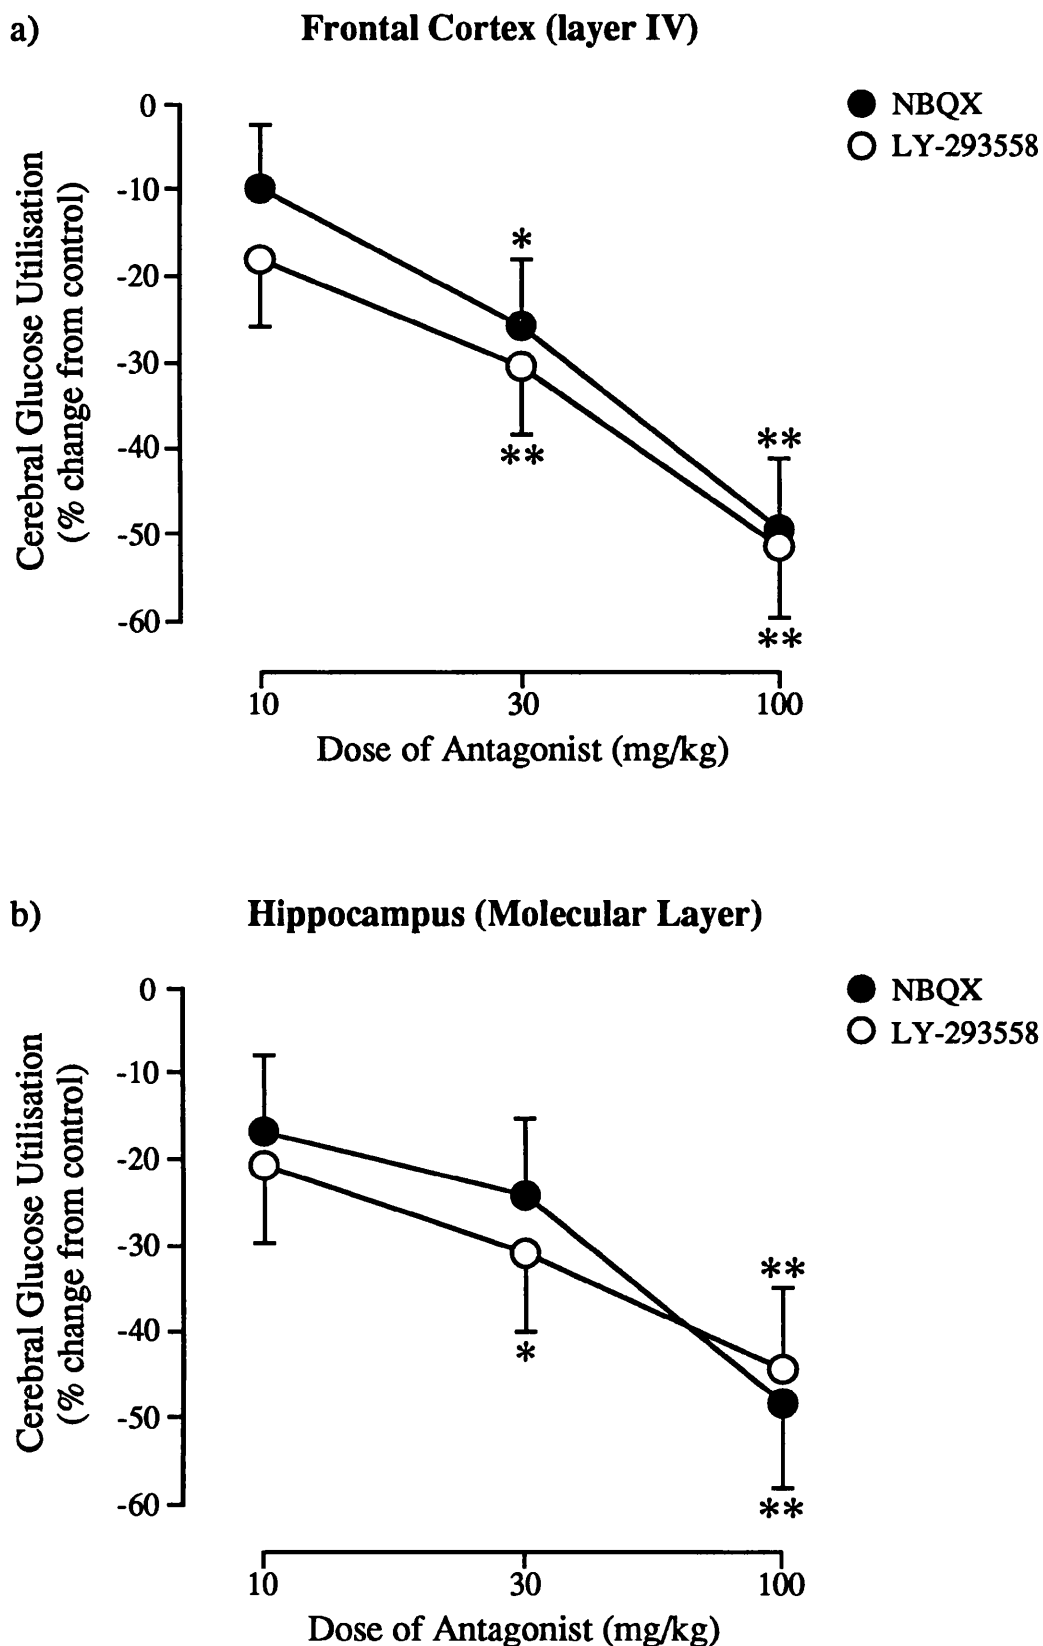 a)
Frontal Cortex (layer IV)
NBQX
LY-293558
Cerebral Glucose Utilisation
(% change from control)
0
-10
-20
-30
-40
-50
-60
*
**
**
**
10 30 100
Dose of Antagonist (mg/kg)
b)
Hippocampus (Molecular Layer)
NBQX
LY-293558
Cerebral Glucose Utilisation
(% change from control)
0
-10
-20
-30
-40
-50
-60
**
*
**
10 30 100
Dose of Antagonist (mg/kg)